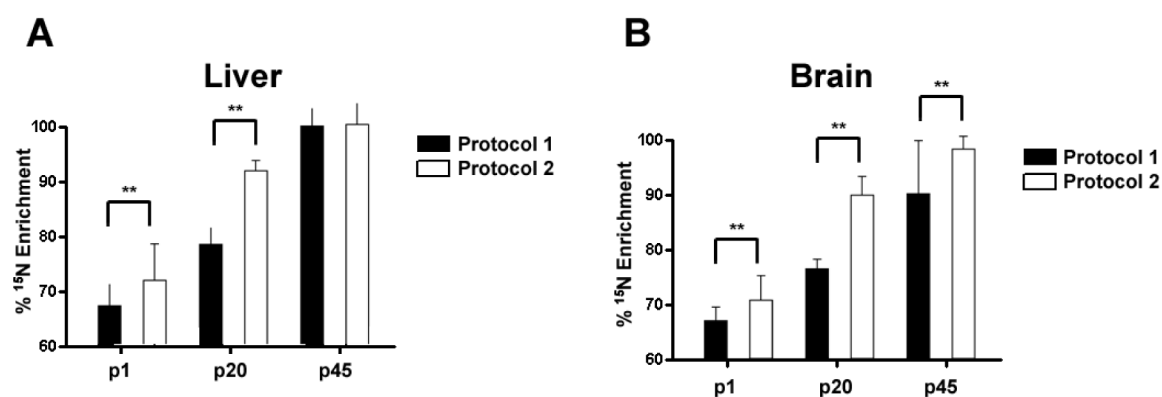 A
Liver
% ¹⁵N Enrichment
100
90
80
70
60
**
**
p1
p20
p45
Protocol 1
Protocol 2
B
Brain
% ¹⁵N Enrichment
100
90
80
70
60
**
**
**
p1
p20
p45
Protocol 1
Protocol 2